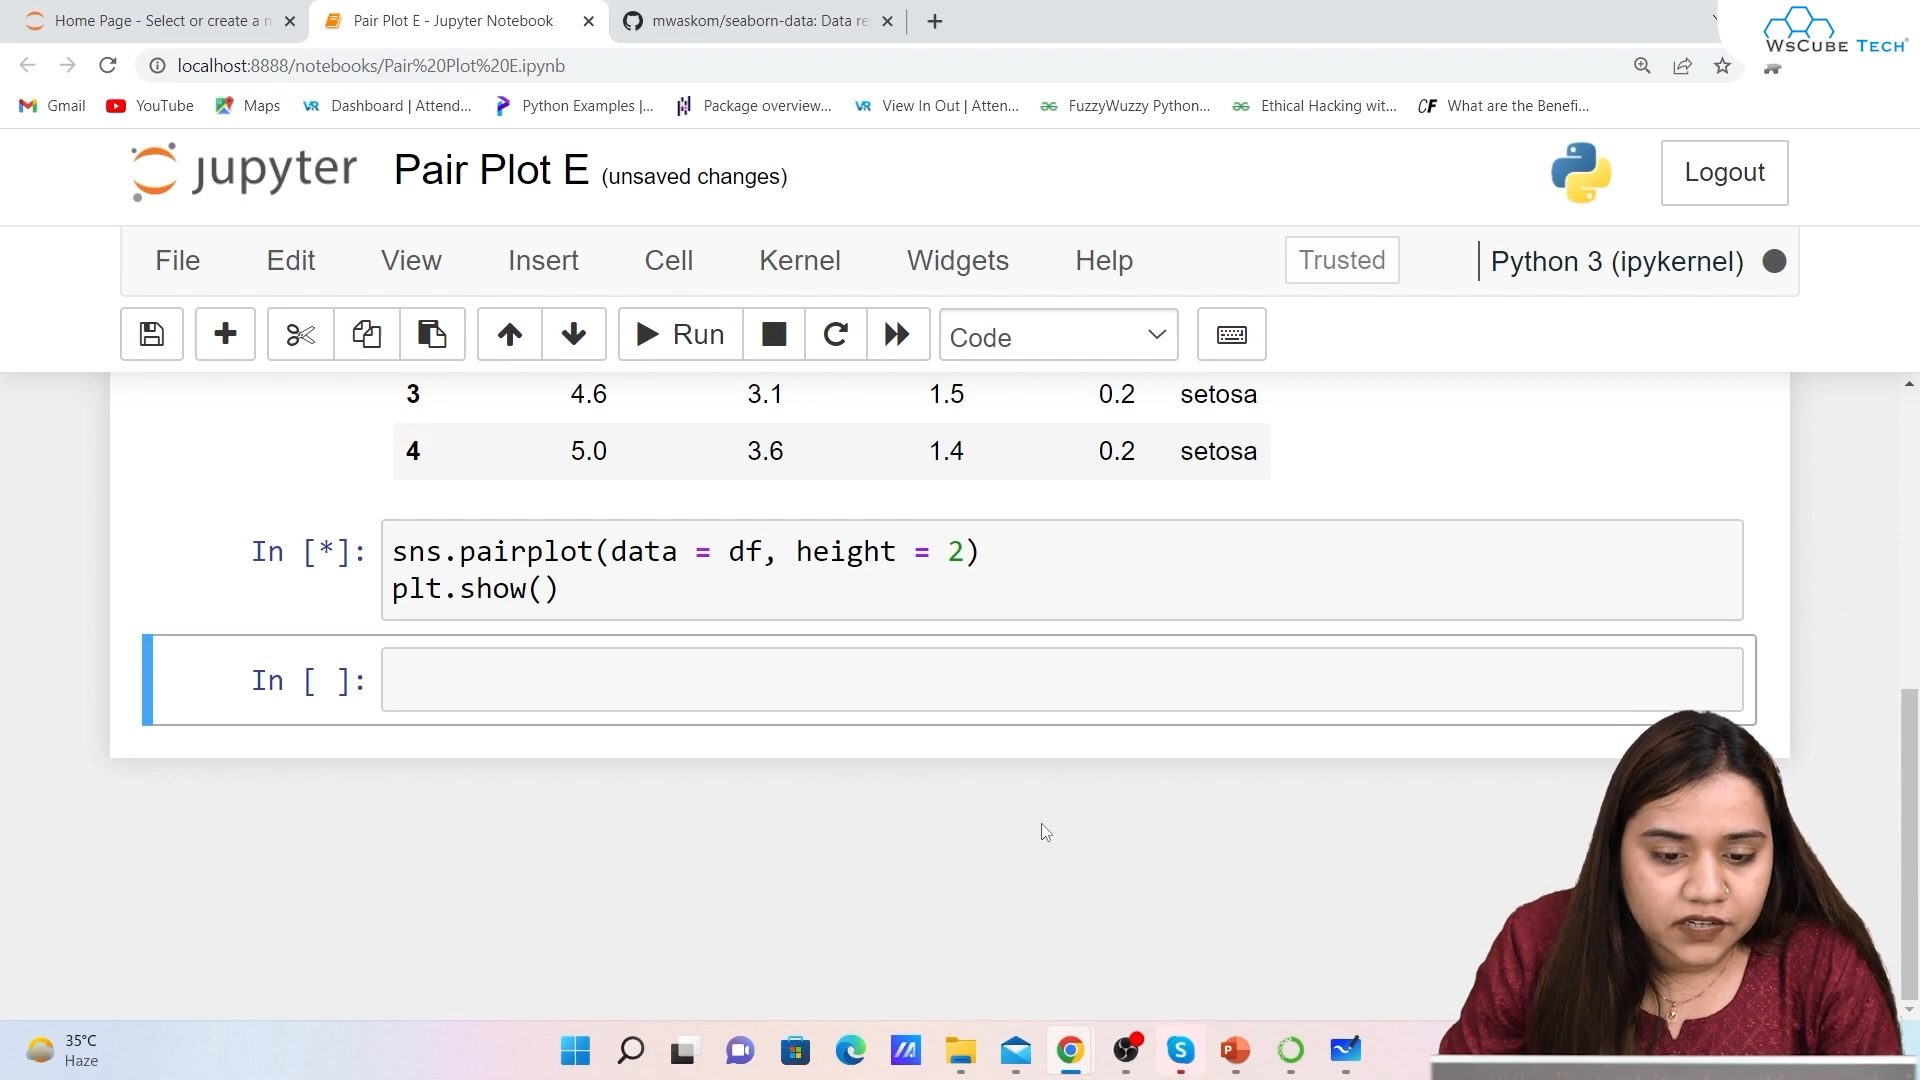 Home Page - Select or create a n
Pair Plot E - Jupyter Notebook
mwaskom/seaborn-data: Data re
WsCube Tech
localhost:8888/notebooks/Pair%20Plot%20E.ipynb
Gmail
YouTube
Maps
VR Dashboard | Attend...
Python Examples |...
Package overview...
VR View In Out | Atten...
FuzzyWuzzy Python...
Ethical Hacking wit...
CF What are the Benefi...
jupyter Pair Plot E (unsaved changes)
Logout
File Edit View Insert Cell Kernel Widgets Help
Trusted
Python 3 (ipykernel)
Run
Code
3 4.6 3.1 1.5 0.2 setosa
4 5.0 3.6 1.4 0.2 setosa
In [*]: sns.pairplot(data = df, height = 2)
plt.show()
In [ ]:
35°C
Haze